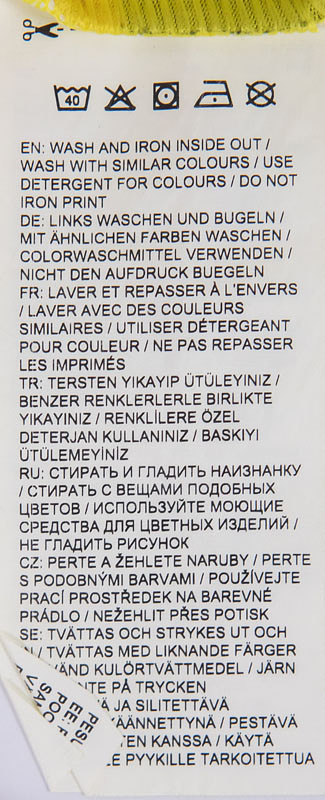 40
EN: WASH AND IRON INSIDE OUT /
WASH WITH SIMILAR COLOURS / USE
DETERGENT FOR COLOURS / DO NOT
IRON PRINT
DE: LINKS WASCHEN UND BUGELN /
MIT ÄHNLICHEN FARBEN WASCHEN /
COLORWASCHMITTEL VERWENDEN /
NICHT DEN AUFDRUCK BUEGELN
FR: LAVER ET REPASSER À L'ENVERS
/ LAVER AVEC DES COULEURS
SIMILAIRES / UTILISER DÉTERGEANT
POUR COULEUR / NE PAS REPASSER
LES IMPRIMÉS
TR: TERSTEN YIKAYIP ÜTÜLEYINIZ /
BENZER RENKLERLERLE BIRLIKTE
YIKAYINIZ / RENKLİLERE ÖZEL
DETERJAN KULLANINIZ / BASKIYI
ÜTÜLEMEYİNİZ
RU: СТИРАТЬ И ГЛАДИТЬ НАИЗНАНКУ
/ СТИРАТЬ С ВЕЩАМИ ПОДОБНЫХ
ЦВЕТОВ / ИСПОЛЬЗУЙТЕ МОЮЩИЕ
СРЕДСТВА ДЛЯ ЦВЕТНЫХ ИЗДЕЛИЙ /
НЕ ГЛАДИТЬ РИСУНОК
CZ: PERTE A ŽEHLETE NARUBY / PERTE
S PODOBNÝMI BARVAMI / POUŽÍVEJTE
PRACÍ PROSTŘEDEK NA BAREVNÉ
PRÁDLO / NEŽEHLIT PŘES POTISK
SE: TVÄTTAS OCH STRYKES UT OCH
/ TVÄTTAS MED LIKNANDE FÄRGER
KULÖRTVÄTTMEDEL / JÄRN
PÅ TRYCKEN
JA SILITETTÄVÄ
/ PESTÄVÄ
KANSSA / KÄYTÄ
PYYKILLE TARKOITETTUA